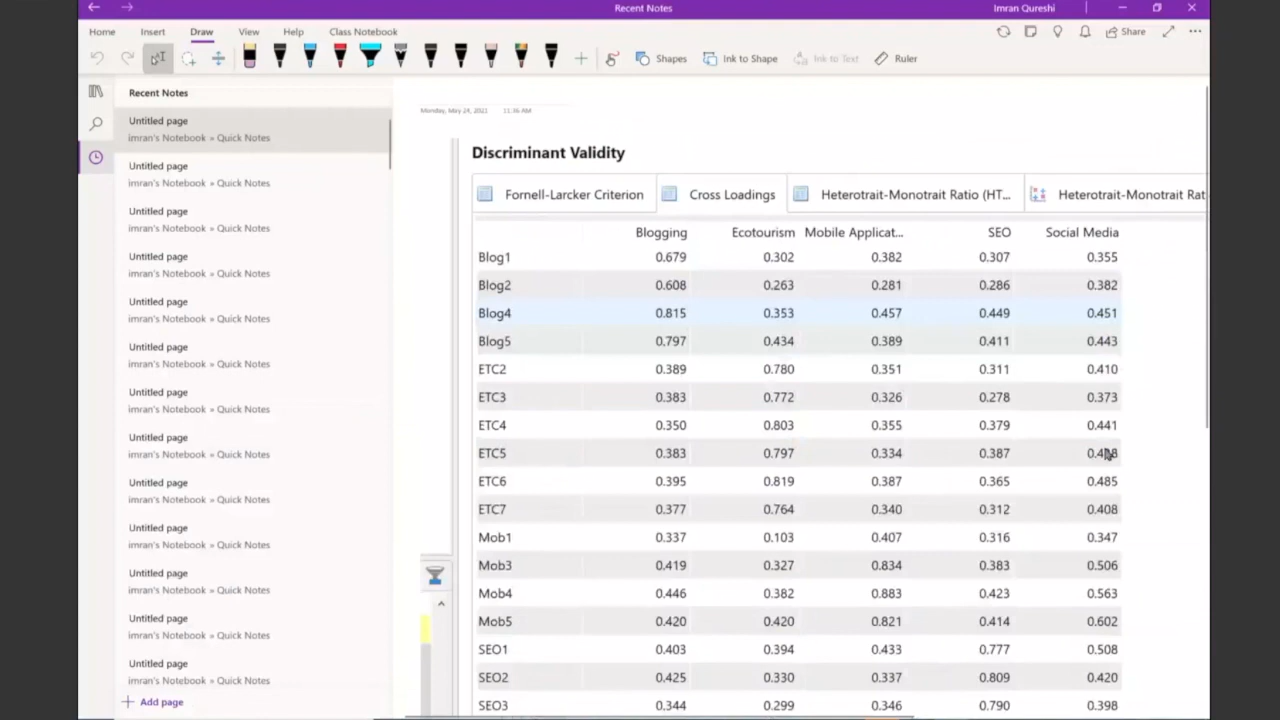 Recent Notes
Imran Qureshi
Home Insert Draw View Help Class Notebook
Share
Shapes Ink to Shape Ink to Text Ruler
Recent Notes
Untitled page
imran's Notebook » Quick Notes
Untitled page
imran's Notebook » Quick Notes
Untitled page
imran's Notebook » Quick Notes
Untitled page
imran's Notebook » Quick Notes
Untitled page
imran's Notebook » Quick Notes
Untitled page
imran's Notebook » Quick Notes
Untitled page
imran's Notebook » Quick Notes
Untitled page
imran's Notebook » Quick Notes
Untitled page
imran's Notebook » Quick Notes
Untitled page
imran's Notebook » Quick Notes
Untitled page
imran's Notebook » Quick Notes
Untitled page
imran's Notebook » Quick Notes
Untitled page
imran's Notebook » Quick Notes
Add page
Monday, May 24, 2021 11:36 AM
Discriminant Validity
Fornell-Larcker Criterion Cross Loadings Heterotrait-Monotrait Ratio (HT... Heterotrait-Monotrait Rat
Blogging Ecotourism Mobile Applicat... SEO Social Media
Blog1 0.679 0.302 0.382 0.307 0.355
Blog2 0.608 0.263 0.281 0.286 0.382
Blog4 0.815 0.353 0.457 0.449 0.451
Blog5 0.797 0.434 0.389 0.411 0.443
ETC2 0.389 0.780 0.351 0.311 0.410
ETC3 0.383 0.772 0.326 0.278 0.373
ETC4 0.350 0.803 0.355 0.379 0.441
ETC5 0.383 0.797 0.334 0.387
ETC6 0.395 0.819 0.387 0.365 0.485
ETC7 0.377 0.764 0.340 0.312 0.408
Mob1 0.337 0.103 0.407 0.316 0.347
Mob3 0.419 0.327 0.834 0.383 0.506
Mob4 0.446 0.382 0.883 0.423 0.563
Mob5 0.420 0.420 0.821 0.414 0.602
SEO1 0.403 0.394 0.433 0.777 0.508
SEO2 0.425 0.330 0.337 0.809 0.420
SEO3 0.344 0.299 0.346 0.790 0.398